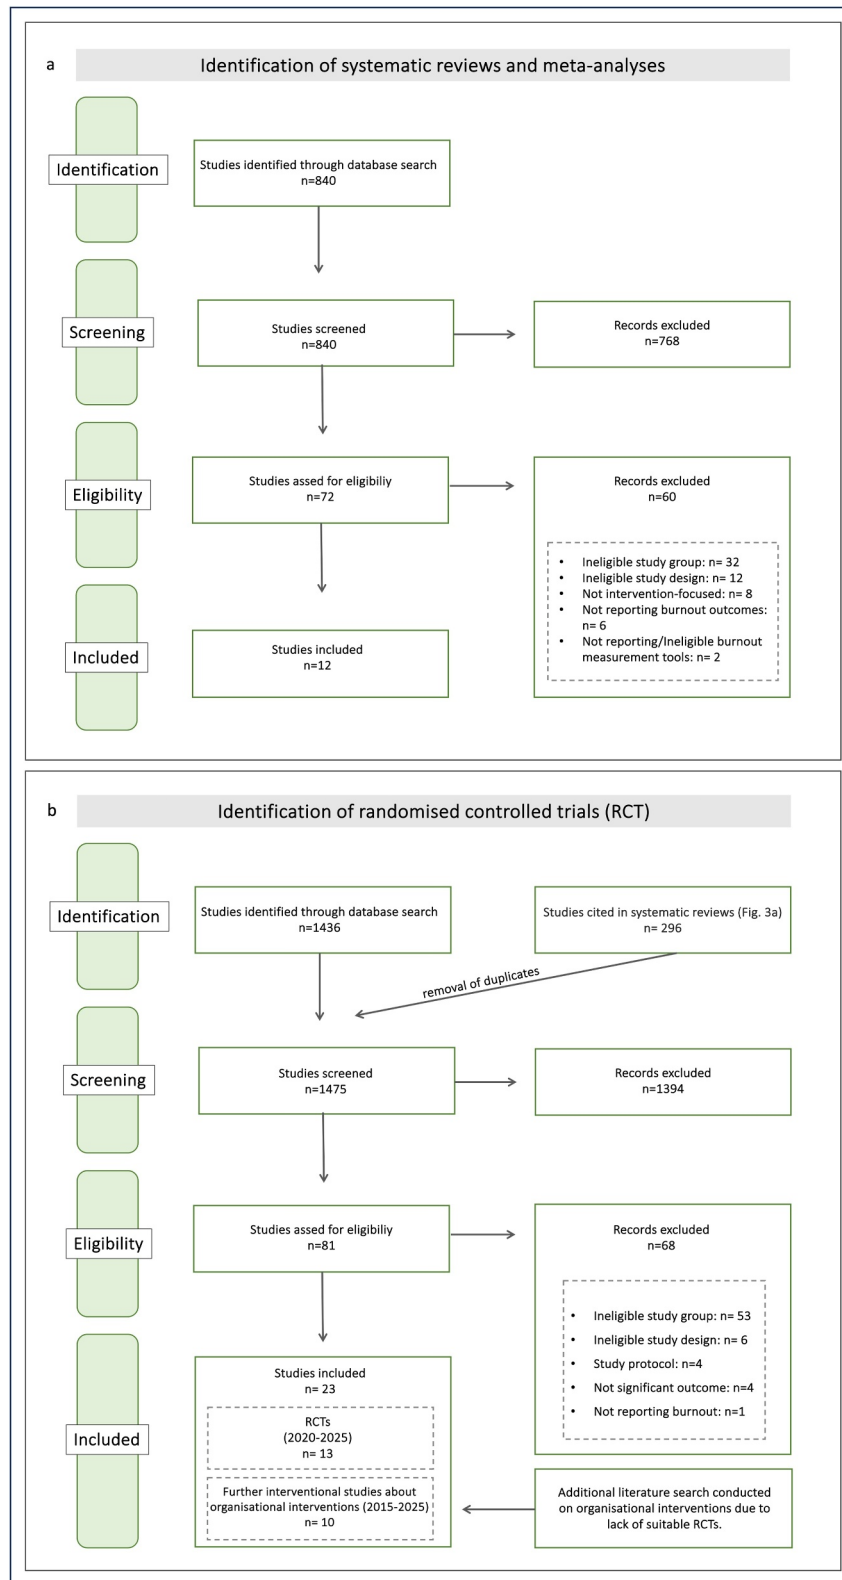 a
Identification of systematic reviews and meta-analyses
Identification
Studies identified through database search
n=840
Screening
Studies screened
n=840
Records excluded
n=768
Eligibility
Studies assed for eligibiliy
n=72
Records excluded
n=60
• Ineligible study group: n= 32
• Ineligible study design: n= 12
• Not intervention-focused: n= 8
• Not reporting burnout outcomes:
n= 6
• Not reporting/Ineligible burnout
measurement tools: n= 2
Included
Studies included
n=12
b
Identification of randomised controlled trials (RCT)
Identification
Studies identified through database search
n=1436
Studies cited in systematic reviews (Fig. 3a)
n= 296
removal of duplicates
Screening
Studies screened
n=1475
Records excluded
n=1394
Eligibility
Studies assed for eligibiliy
n=81
Records excluded
n=68
• Ineligible study group: n= 53
• Ineligible study design: n= 6
• Study protocol: n=4
• Not significant outcome: n=4
• Not reporting burnout: n=1
Included
Studies included
n= 23
RCTs
(2020-2025)
n= 13
Further interventional studies about
organisational interventions (2015-2025)
n= 10
Additional literature search conducted
on organisational interventions due to
lack of suitable RCTs.